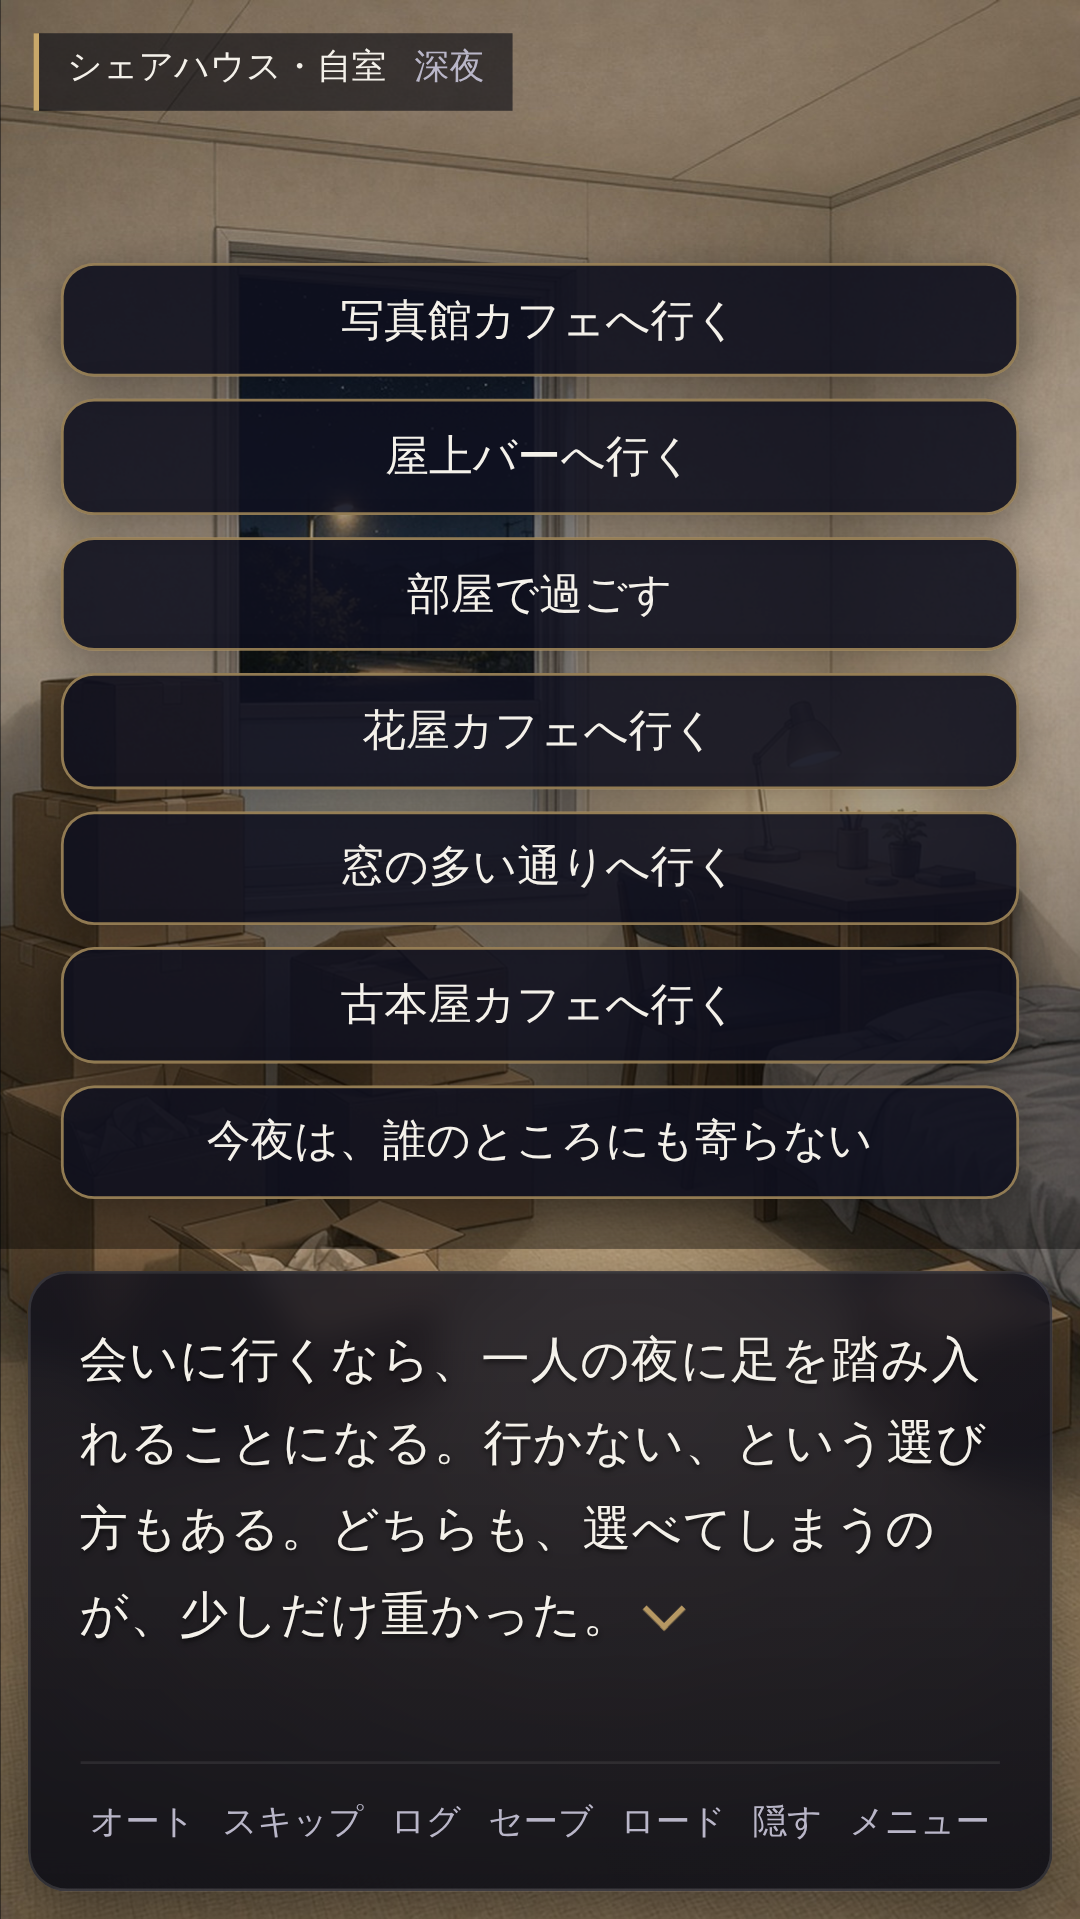 シェアハウス・自室 深夜
写真館カフェへ行く
屋上バーへ行く
部屋で過ごす
花屋カフェへ行く
窓の多い通りへ行く
古本屋カフェへ行く
今夜は、誰のところにも寄らない
会いに行くなら、一人の夜に足を踏み入
れることになる。行かない、という選び
方もある。どちらも、選べてしまうの
が、少しだけ重かった。
オート スキップ ログ セーブ ロード 隠す メニュー